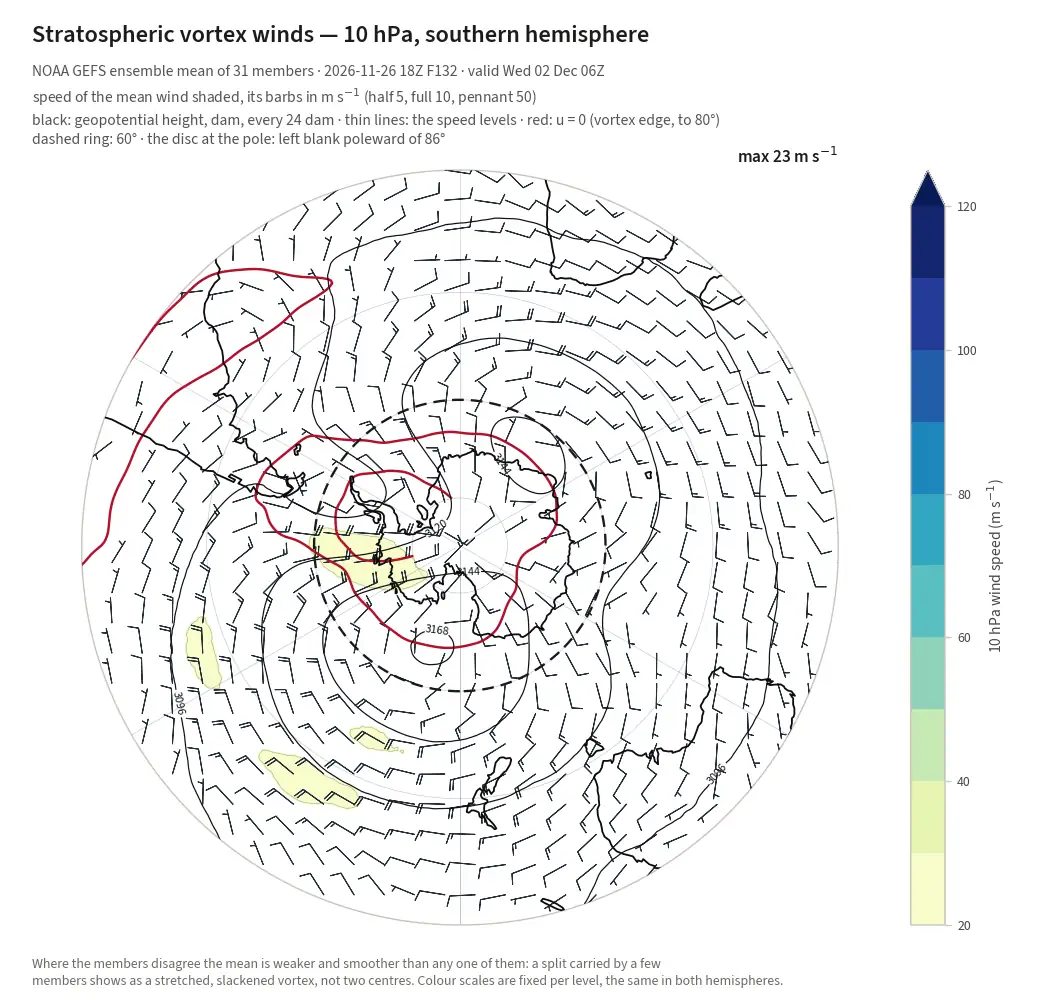 Stratospheric vortex winds — 10 hPa, southern hemisphere
NOAA GEFS ensemble mean of 31 members · 2026-11-26 18Z F132 · valid Wed 02 Dec 06Z
speed of the mean wind shaded, its barbs in m s⁻¹ (half 5, full 10, pennant 50)
black: geopotential height, dam, every 24 dam · thin lines: the speed levels · red: u = 0 (vortex edge, to 80°)
dashed ring: 60° · the disc at the pole: left blank poleward of 86°
max 23 m s⁻¹
120
100
80
60
40
20
10 hPa wind speed (m s⁻¹)
3120
3144
3144
3168
3096
3096
Where the members disagree the mean is weaker and smoother than any one of them: a split carried by a few
members shows as a stretched, slackened vortex, not two centres. Colour scales are fixed per level, the same in both hemispheres.